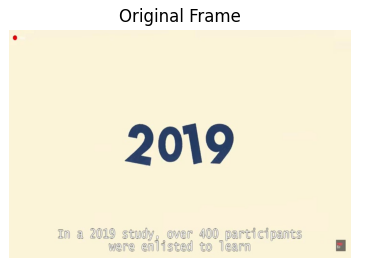 Original Frame
2019
In a 2019 study, over 400 participants
were enlisted to learn